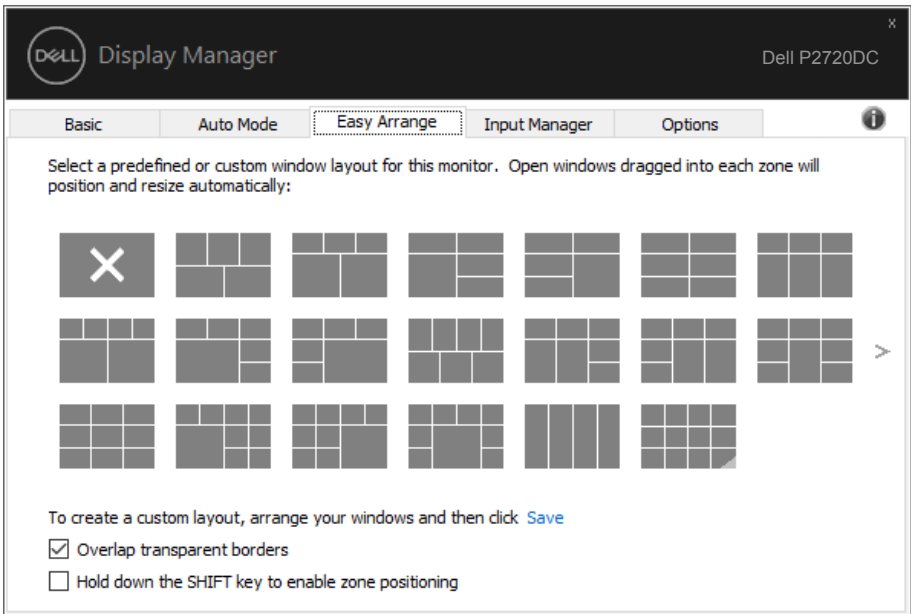 x
DELL Display Manager
Dell P2720DC
Basic Auto Mode Easy Arrange Input Manager Options
Select a predefined or custom window layout for this monitor. Open windows dragged into each zone will
position and resize automatically:
>
To create a custom layout, arrange your windows and then click Save
Overlap transparent borders
Hold down the SHIFT key to enable zone positioning